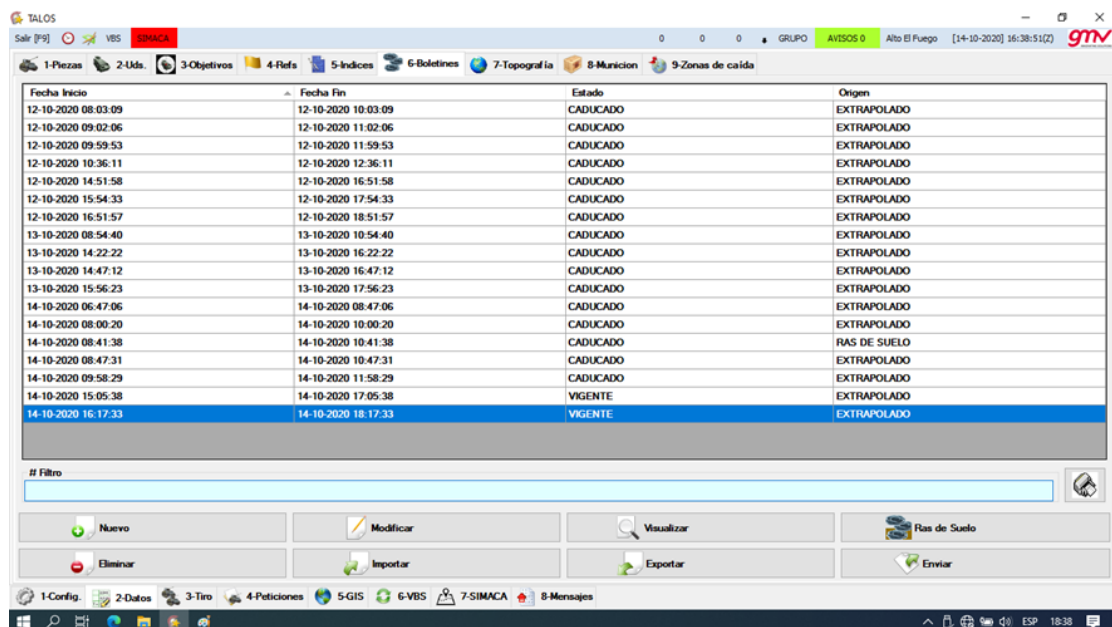 TALOS
Salir [F9] VBS SIMACA 0 0 0 GRUPO AVISOS 0 Alto El Fuego [14-10-2020] 16:38:51(Z) gmv
1-Piezas 2-Uds. 3-Objetivos 4-Refs 5-Indices 6-Boletines 7-Topografía 8-Municion 9-Zonas de caída
Fecha Inicio Fecha Fin Estado Origen
12-10-2020 08:03:09 12-10-2020 10:03:09 CADUCADO EXTRAPOLADO
12-10-2020 09:02:06 12-10-2020 11:02:06 CADUCADO EXTRAPOLADO
12-10-2020 09:59:53 12-10-2020 11:59:53 CADUCADO EXTRAPOLADO
12-10-2020 10:36:11 12-10-2020 12:36:11 CADUCADO EXTRAPOLADO
12-10-2020 14:51:58 12-10-2020 16:51:58 CADUCADO EXTRAPOLADO
12-10-2020 15:54:33 12-10-2020 17:54:33 CADUCADO EXTRAPOLADO
12-10-2020 16:51:57 12-10-2020 18:51:57 CADUCADO EXTRAPOLADO
13-10-2020 08:54:40 13-10-2020 10:54:40 CADUCADO EXTRAPOLADO
13-10-2020 14:22:22 13-10-2020 16:22:22 CADUCADO EXTRAPOLADO
13-10-2020 14:47:12 13-10-2020 16:47:12 CADUCADO EXTRAPOLADO
13-10-2020 15:56:23 13-10-2020 17:56:23 CADUCADO EXTRAPOLADO
14-10-2020 06:47:06 14-10-2020 08:47:06 CADUCADO EXTRAPOLADO
14-10-2020 08:00:20 14-10-2020 10:00:20 CADUCADO EXTRAPOLADO
14-10-2020 08:41:38 14-10-2020 10:41:38 CADUCADO RAS DE SUELO
14-10-2020 08:47:31 14-10-2020 10:47:31 CADUCADO EXTRAPOLADO
14-10-2020 09:58:29 14-10-2020 11:58:29 CADUCADO EXTRAPOLADO
14-10-2020 15:05:38 14-10-2020 17:05:38 VIGENTE EXTRAPOLADO
14-10-2020 16:17:33 14-10-2020 18:17:33 VIGENTE EXTRAPOLADO
# Filtro
Nuevo Modificar Visualizar Ras de Suelo
Eliminar Importar Exportar Enviar
1-Config. 2-Datos 3-Tiro 4-Peticiones 5-GIS 6-VBS 7-SIMACA 8-Mensajes
ESP 18:38